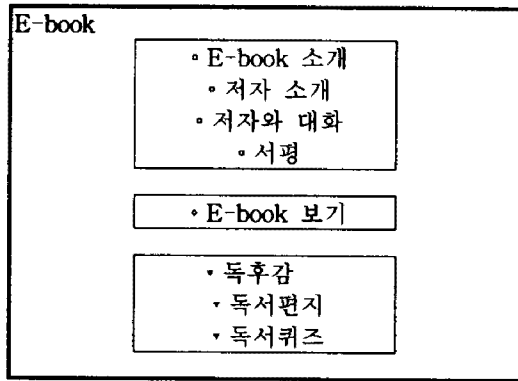 E-book
∘ E-book 소개
∘ 저자 소개
∘ 저자와 대화
∘ 서평
⋄ E-book 보기
▾ 독후감
▾ 독서편지
▾ 독서퀴즈